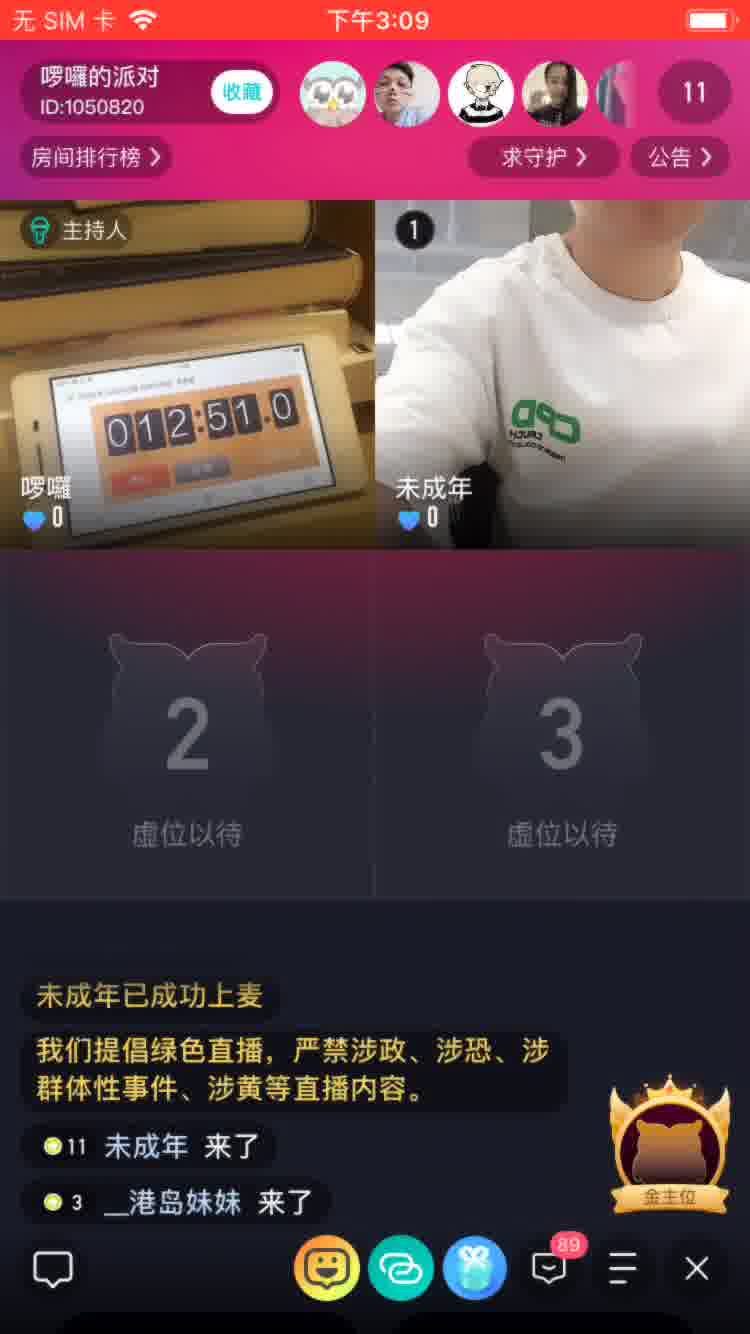 无 SIM 卡
下午3:09
啰囉的派对
ID:1050820
收藏
11
房间排行榜
求守护
公告
主持人
1
012:51.0
啰囉
0
未成年
0
2
3
虚位以待
虚位以待
未成年已成功上麦
我们提倡绿色直播，严禁涉政、涉恐、涉
群体性事件、涉黄等直播内容。
11 未成年 来了
3 __港岛妹妹 来了
金主位
89